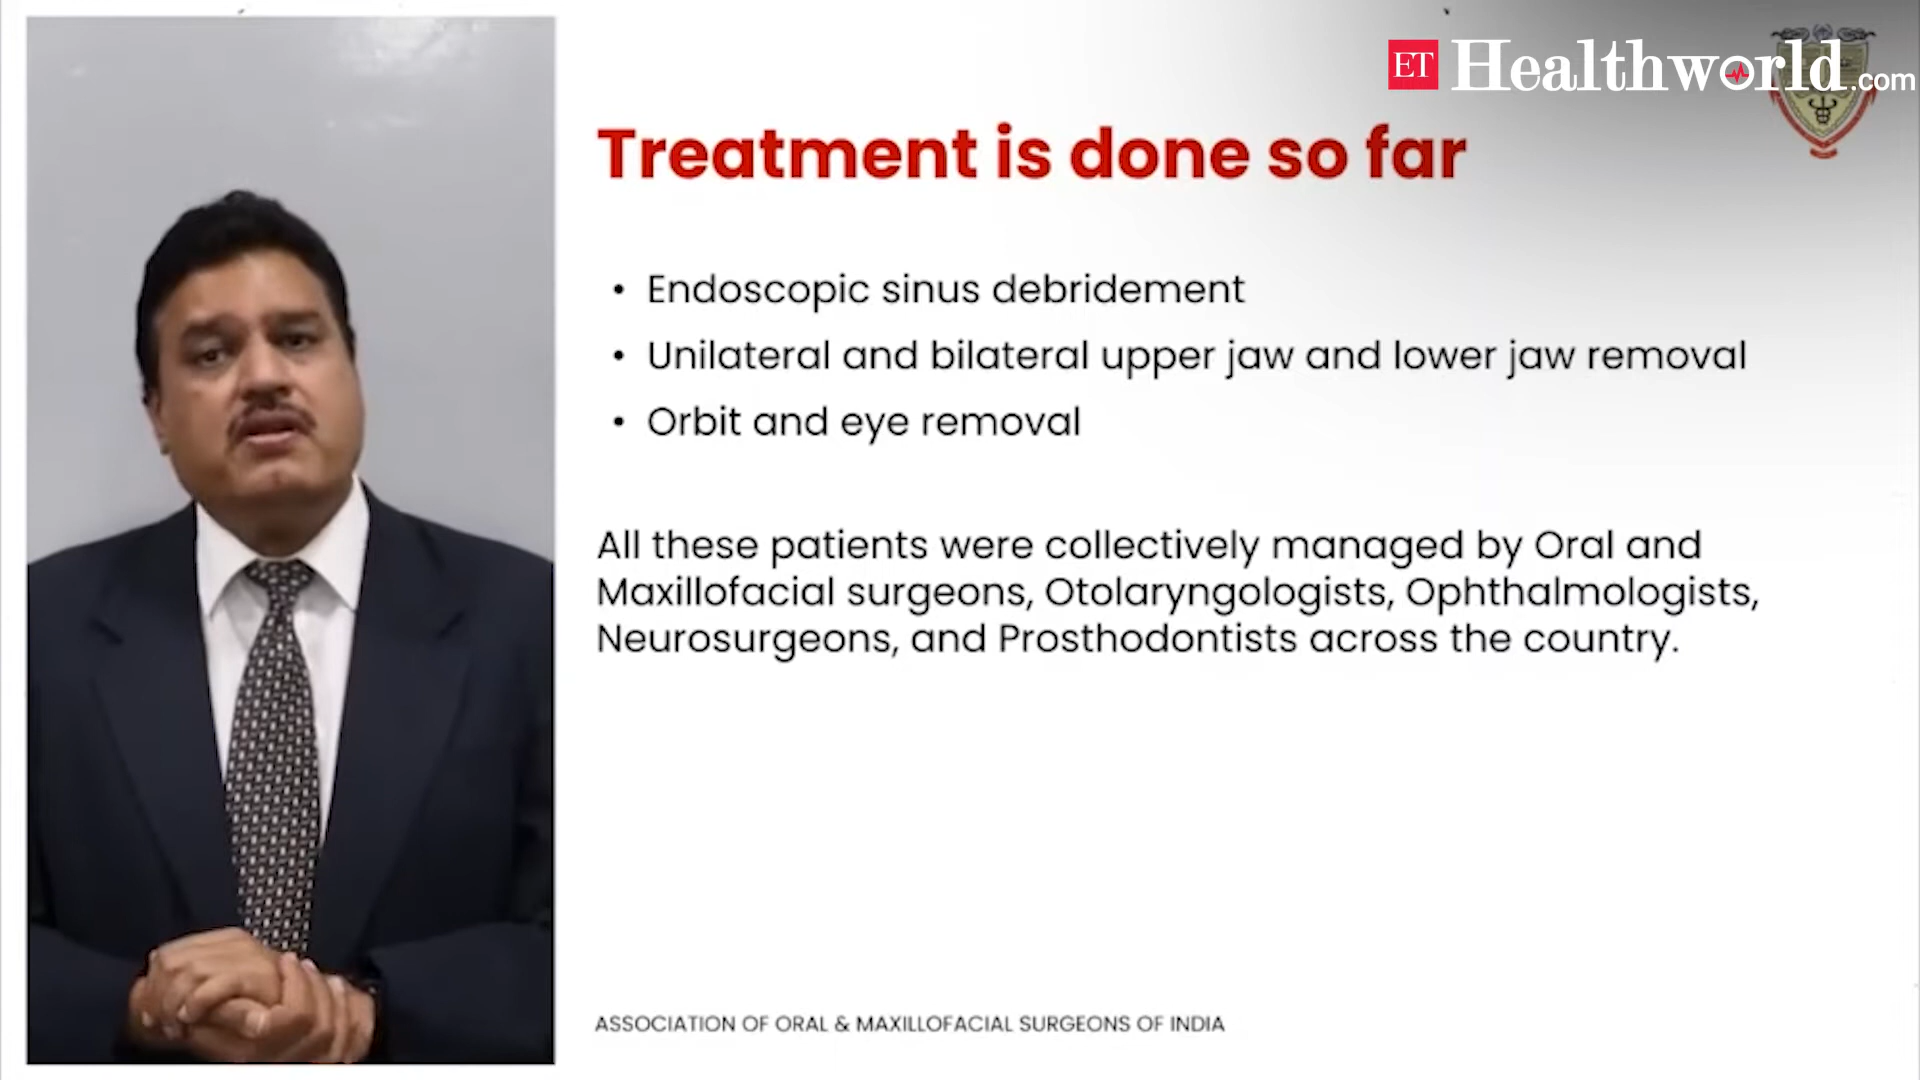 ET Healthworld.com
Treatment is done so far
• Endoscopic sinus debridement
• Unilateral and bilateral upper jaw and lower jaw removal
• Orbit and eye removal
All these patients were collectively managed by Oral and
Maxillofacial surgeons, Otolaryngologists, Ophthalmologists,
Neurosurgeons, and Prosthodontists across the country.
ASSOCIATION OF ORAL & MAXILLOFACIAL SURGEONS OF INDIA